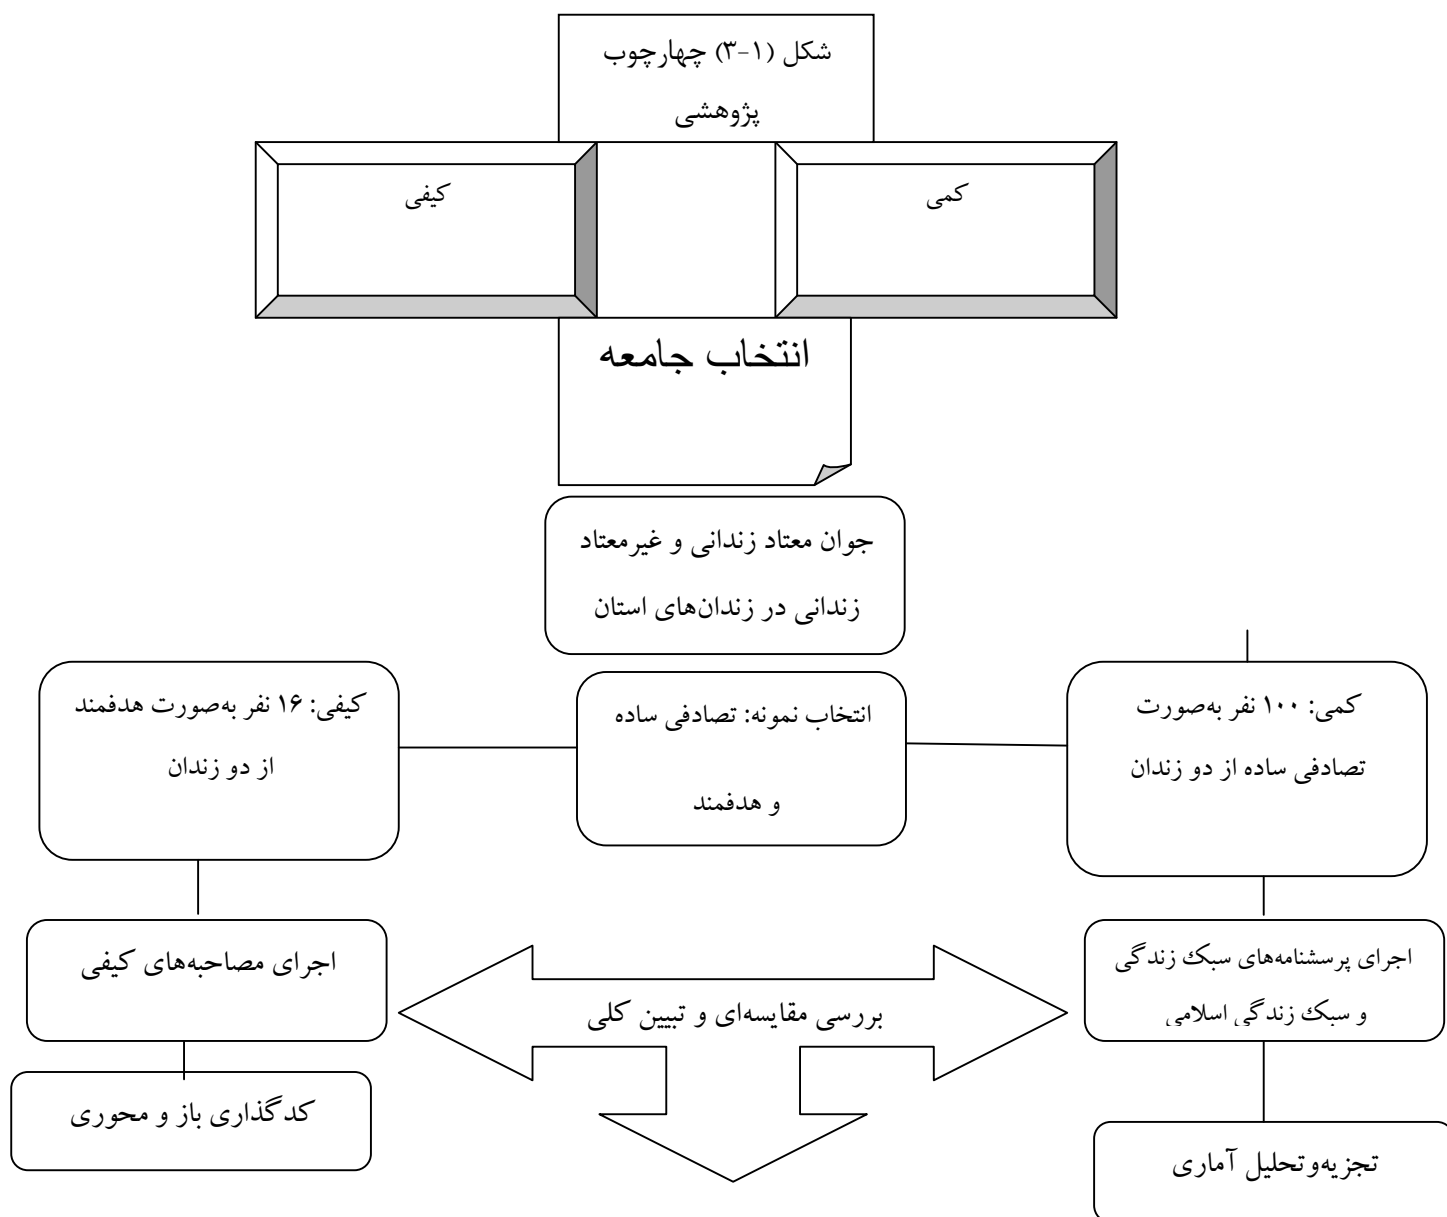 شکل (۳-۱) چهارچوب
پژوهشی
کمی
کیفی
انتخاب جامعه
جوان معتاد زندانی و غیرمعتاد
زندانی در زندان‌های استان
کمی: ۱۰۰ نفر به‌صورت
تصادفی ساده از دو زندان
انتخاب نمونه: تصادفی ساده
و هدفمند
کیفی: ۱۶ نفر به‌صورت هدفمند
از دو زندان
اجرای پرسشنامه‌های سبک زندگی
و سبک زندگی اسلامی
بررسی مقایسه‌ای و تبیین کلی
اجرای مصاحبه‌های کیفی
تجزیه‌وتحلیل آماری
کدگذاری باز و محوری